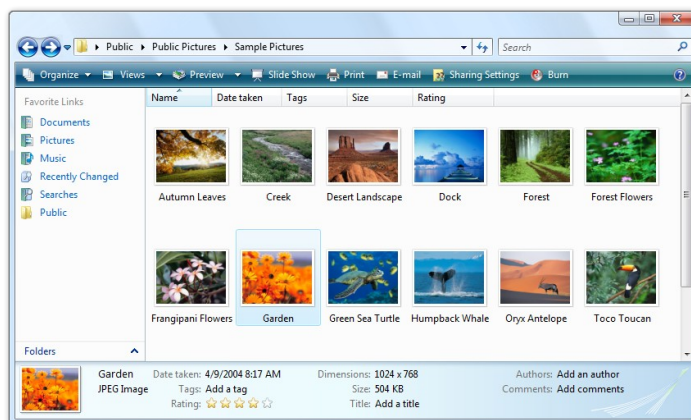 Public Public Pictures Sample Pictures Search
Organize Views Preview Slide Show Print E-mail Sharing Settings Burn
Favorite Links
Documents
Pictures
Music
Recently Changed
Searches
Public
Folders
Name Date taken Tags Size Rating
Autumn Leaves Creek Desert Landscape Dock Forest Forest Flowers
Frangipani Flowers Garden Green Sea Turtle Humpback Whale Oryx Antelope Toco Toucan
Garden Date taken: 4/9/2004 8:17 AM Dimensions: 1024 x 768 Authors: Add an author
JPEG Image Tags: Add a tag Size: 504 KB Comments: Add comments
Rating: Title: Add a title